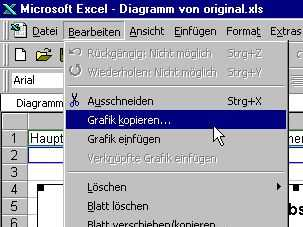 Microsoft Excel - Diagramm von original.xls
Datei Bearbeiten Ansicht Einfügen Format Extras
Rückgängig: Nicht möglich Strg+Z
Wiederholen: Nicht möglich Strg+Y
Arial
Diagramm
Ausschneiden Strg+X
Grafik kopieren...
Grafik einfügen
Verknüpfte Grafik einfügen
1 Haupt
2
3
4
Löschen
5
Blatt löschen
6
Blatt verschieben/kopieren...